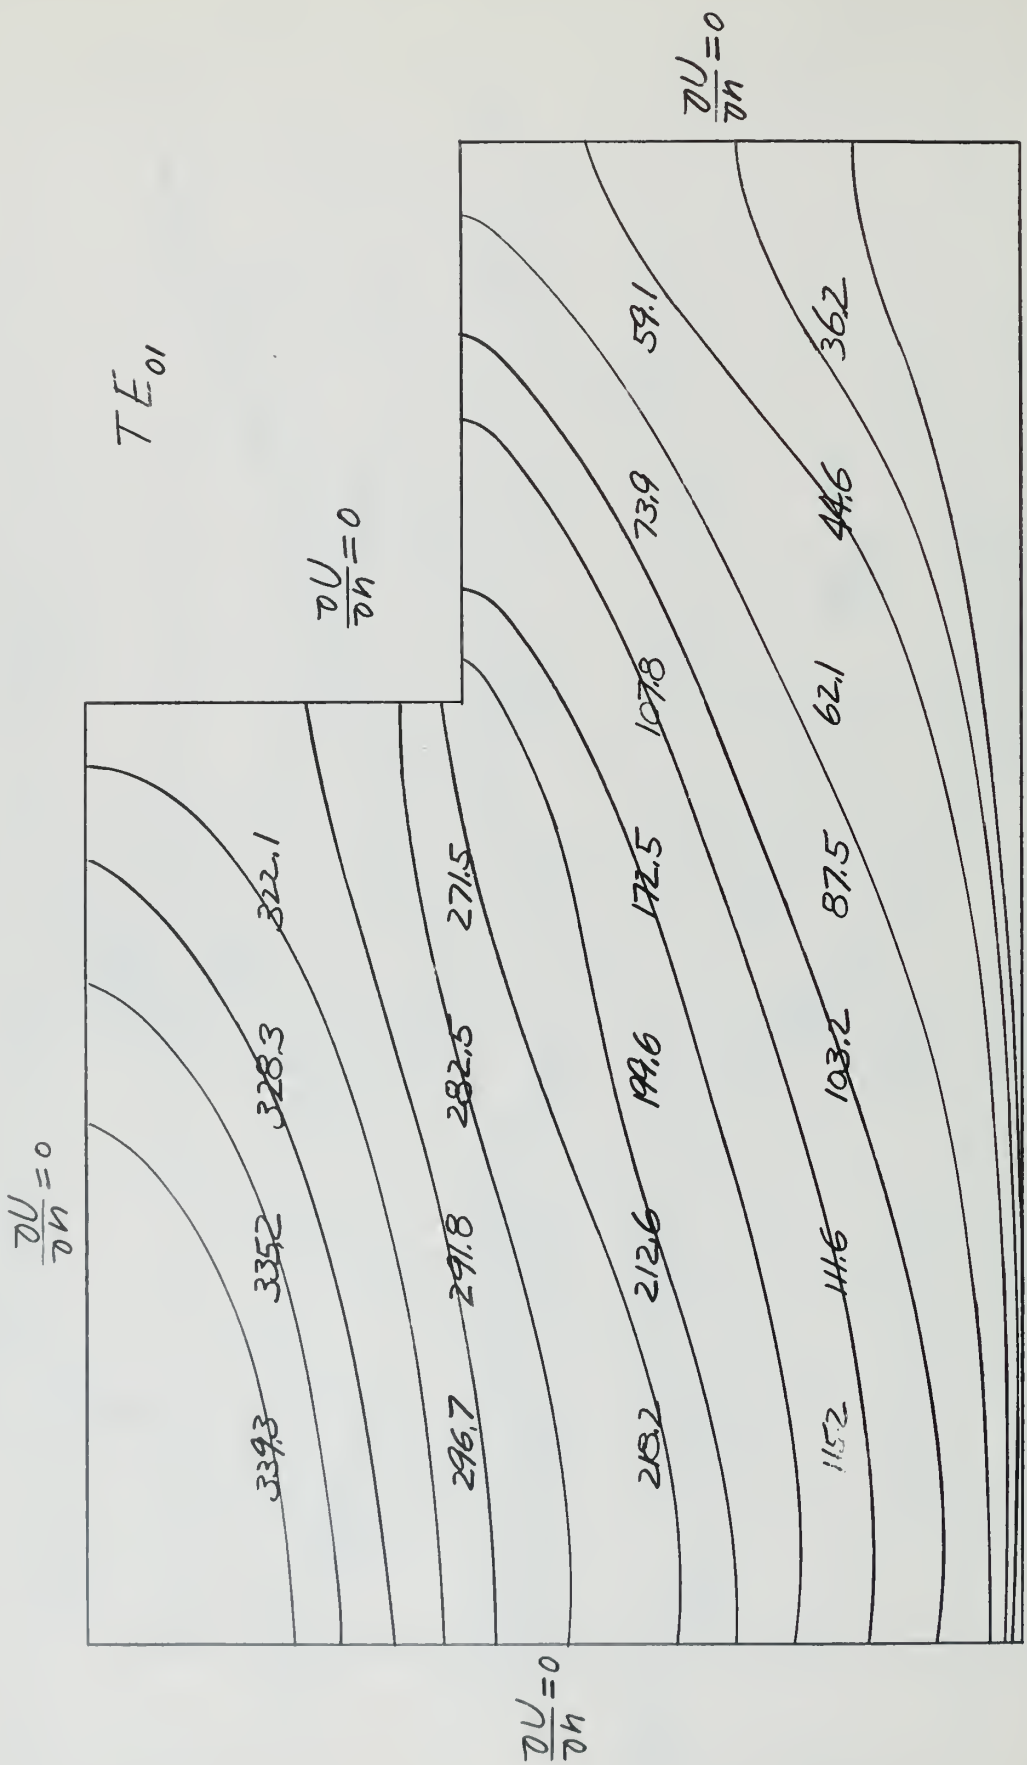 ∂U/∂n = 0
TE₀₁
339.3 335.2 328.3 322.1
∂U/∂n = 0
296.7 291.8 282.5 271.5
∂U/∂n = 0
218.2 212.6 199.6 172.5 107.8 73.9 59.1
∂U/∂n = 0
115.2 111.6 103.2 87.5 62.1 44.6 36.2